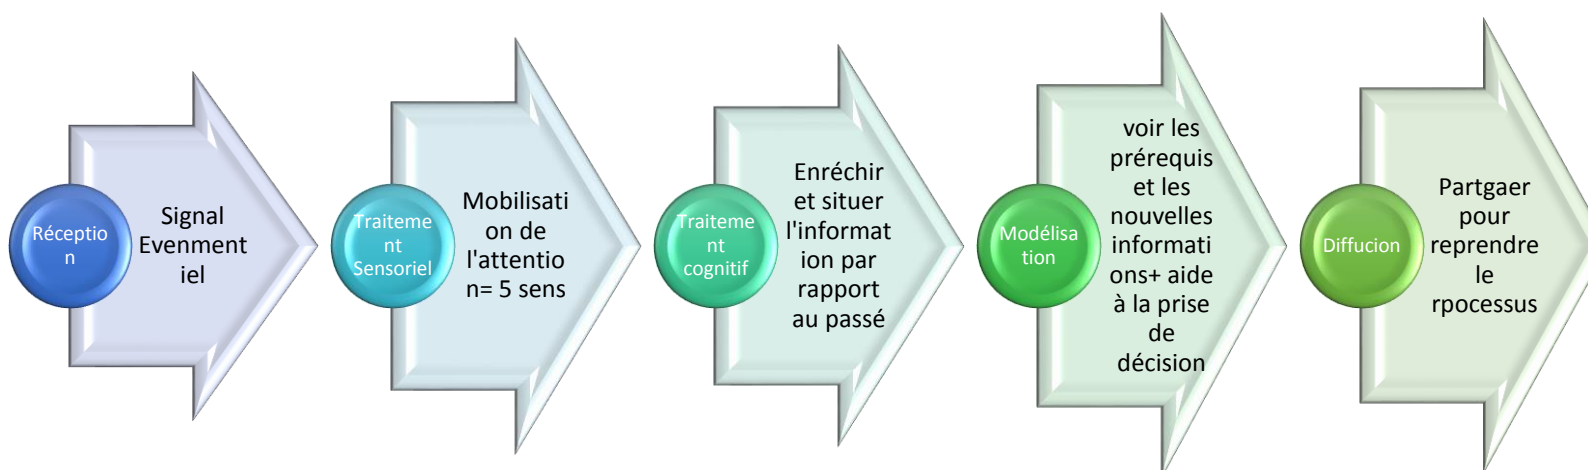 Réceptio
n
Signal
Evenment
iel
Traiteme
nt
Sensoriel
Mobilisati
on de
l'attentio
n= 5 sens
Traiteme
nt
cognitif
Enréchir
et situer
l'informat
ion par
rapport
au passé
Modélisa
tion
voir les
prérequis
et les
nouvelles
informati
ons+ aide
à la prise
de
décision
Diffucion
Partgaer
pour
reprendre
le
rpocessus